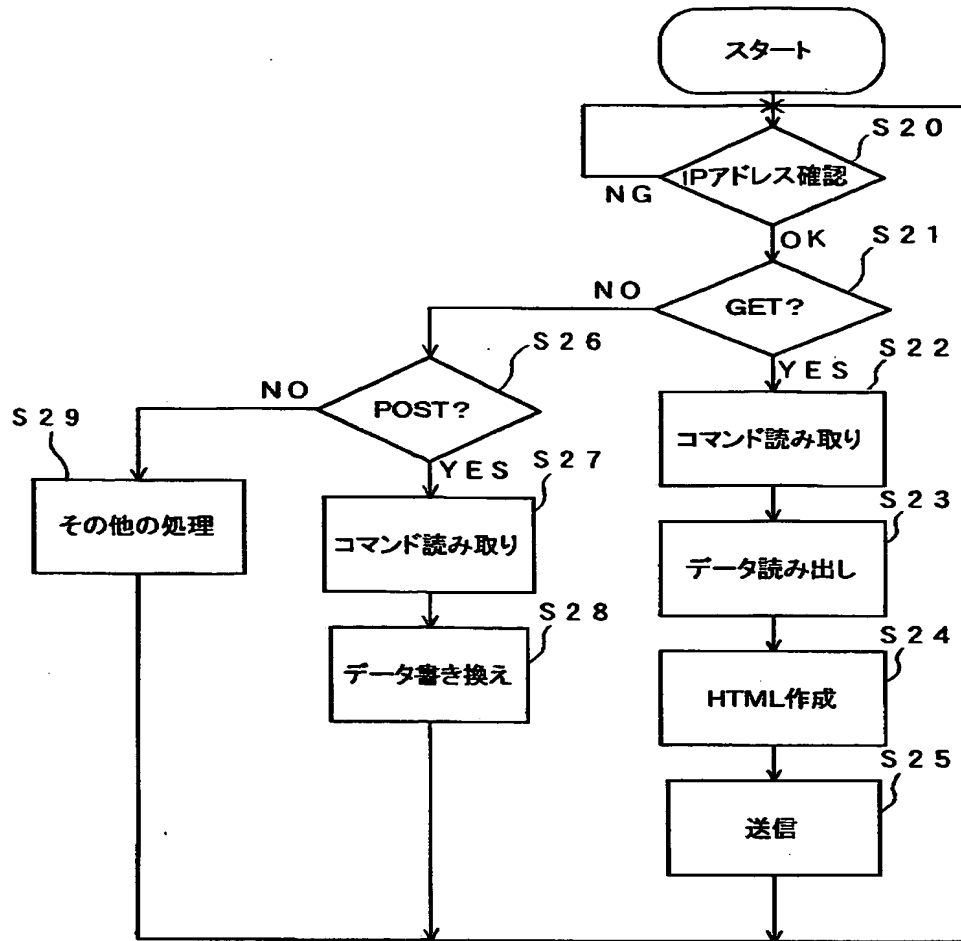 スタート
S20
IPアドレス確認
NG
OK
S21
GET?
NO
YES
S22
S26
POST?
NO
YES
S29
コマンド読み取り
S27
その他の処理
コマンド読み取り
S23
データ読み出し
S28
データ書き換え
S24
HTML作成
S25
送信